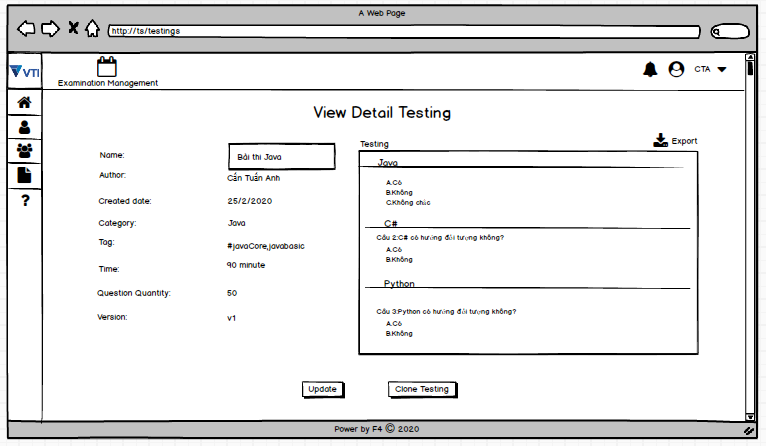 A Web Page
http://ts/testings
VTI
Examination Management
CTA
View Detail Testing
Name:
Bài thi Java
Author:
Cấn Tuấn Anh
Created date:
25/2/2020
Category:
Java
Tag:
#javaCore,javabasic
Time:
90 minute
Question Quantity:
50
Version:
v1
Testing
Export
Java
A.Có
B.Không
C.Không chắc
C#
Câu 2:C# có hướng đối tượng không?
A.Có
B.Không
Python
Câu 3:Python có hướng đối tượng không?
A.Có
B.Không
Update
Clone Testing
Power by F4 © 2020